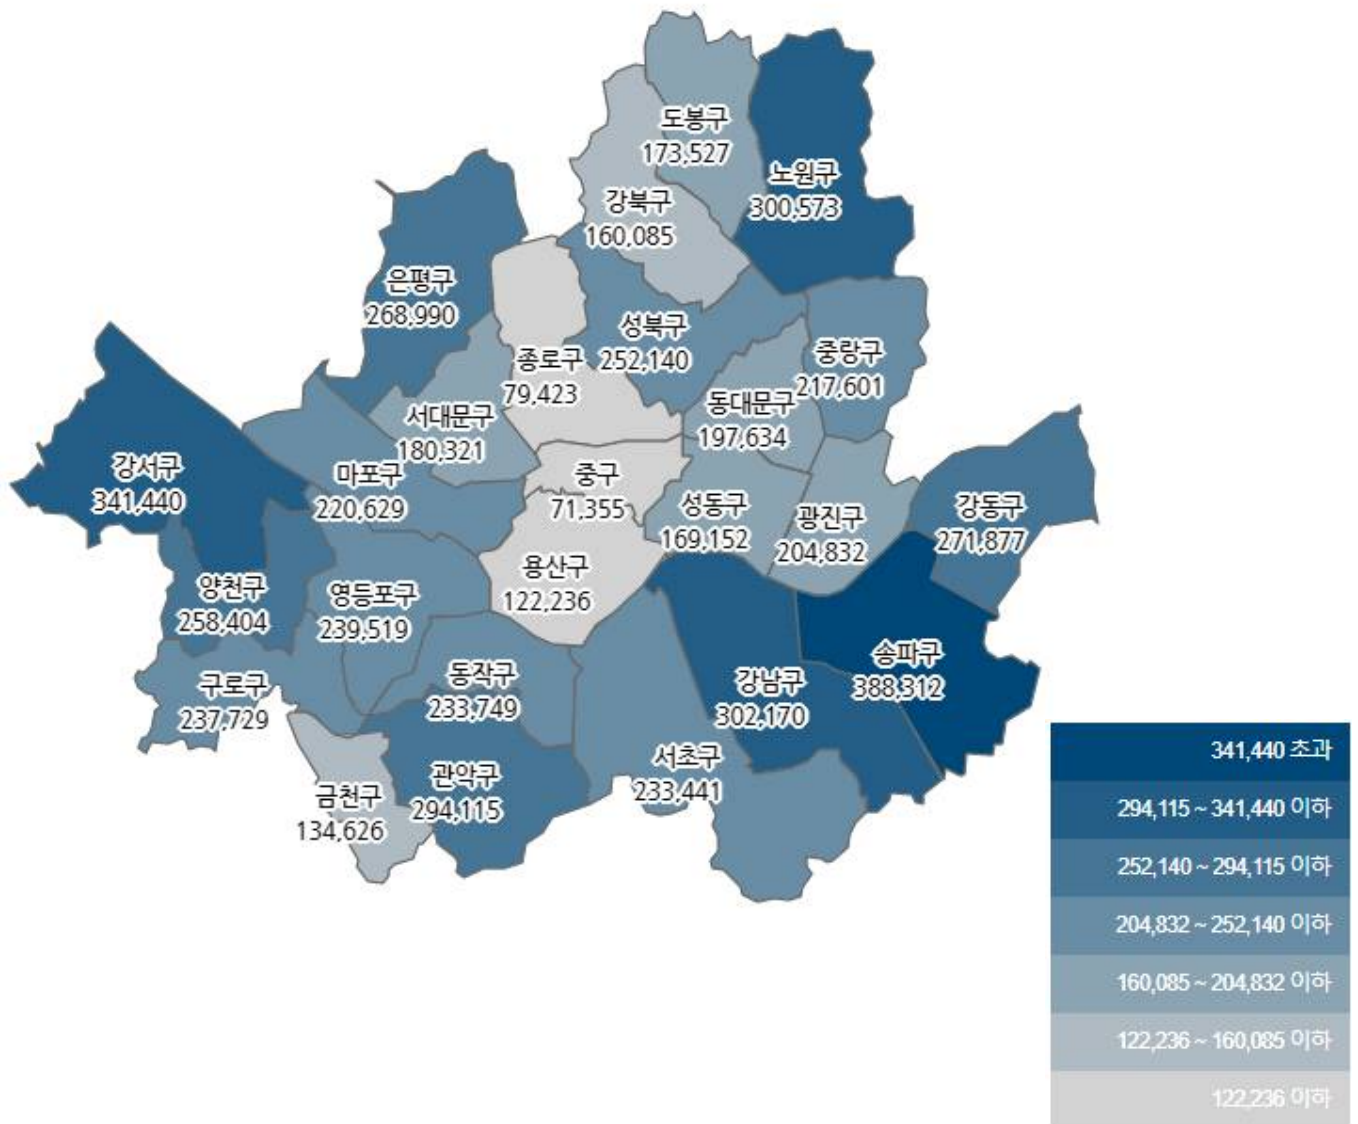 도봉구
173,527
노원구
300,573
강북구
160,085
은평구
268,990
성북구
252,140
종로구
79,423
중랑구
217,601
동대문구
197,634
서대문구
180,321
강서구
341,440
마포구
220,629
중구
71,355
성동구
169,152
광진구
204,832
강동구
271,877
양천구
258,404
영등포구
239,519
용산구
122,236
구로구
237,729
동작구
233,749
강남구
302,170
송파구
388,312
서초구
233,441
관악구
294,115
금천구
134,626
341,440 초과
294,115 ~ 341,440 이하
252,140 ~ 294,115 이하
204,832 ~ 252,140 이하
160,085 ~ 204,832 이하
122,236 ~ 160,085 이하
122,236 이하